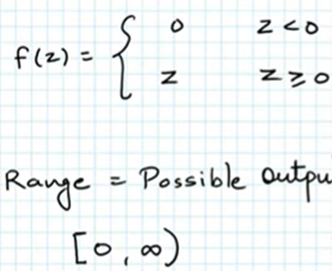 f(z) = { 0 z < 0
z z ≥ 0
Range = Possible Outpu
[0, ∞)